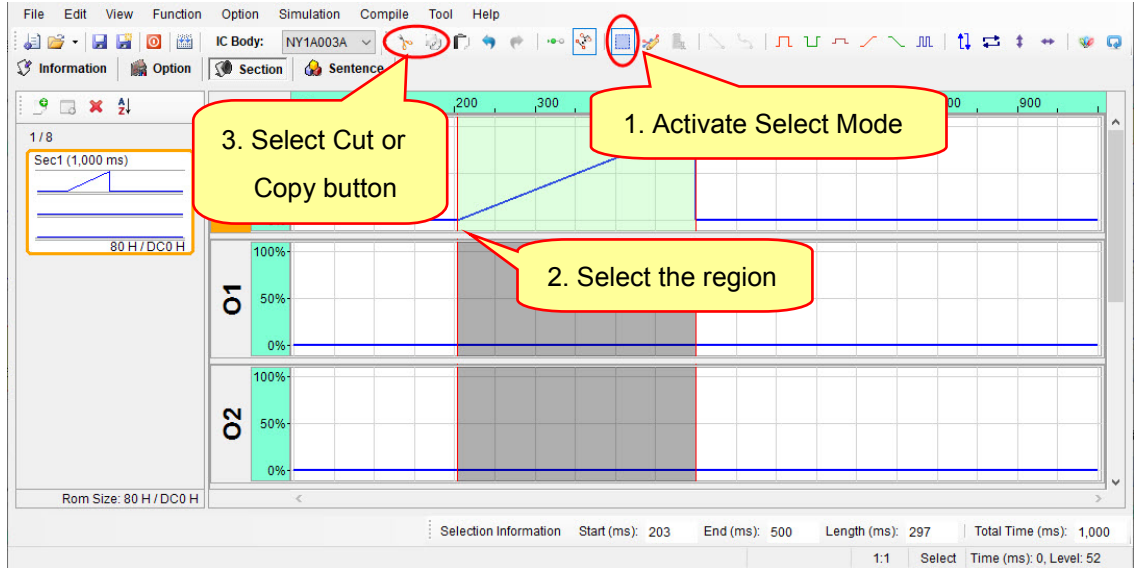 File Edit View Function Option Simulation Compile Tool Help
IC Body: NY1A003A
Information Option Section Sentence
200 300 900
1 / 8
Sec1 (1,000 ms)
80 H / DC0 H
3. Select Cut or
Copy button
1. Activate Select Mode
2. Select the region
100%
O1 50%
0%
100%
O2 50%
0%
Rom Size: 80 H / DC0 H
Selection Information Start (ms): 203 End (ms): 500 Length (ms): 297 Total Time (ms): 1,000
1:1 Select Time (ms): 0, Level: 52